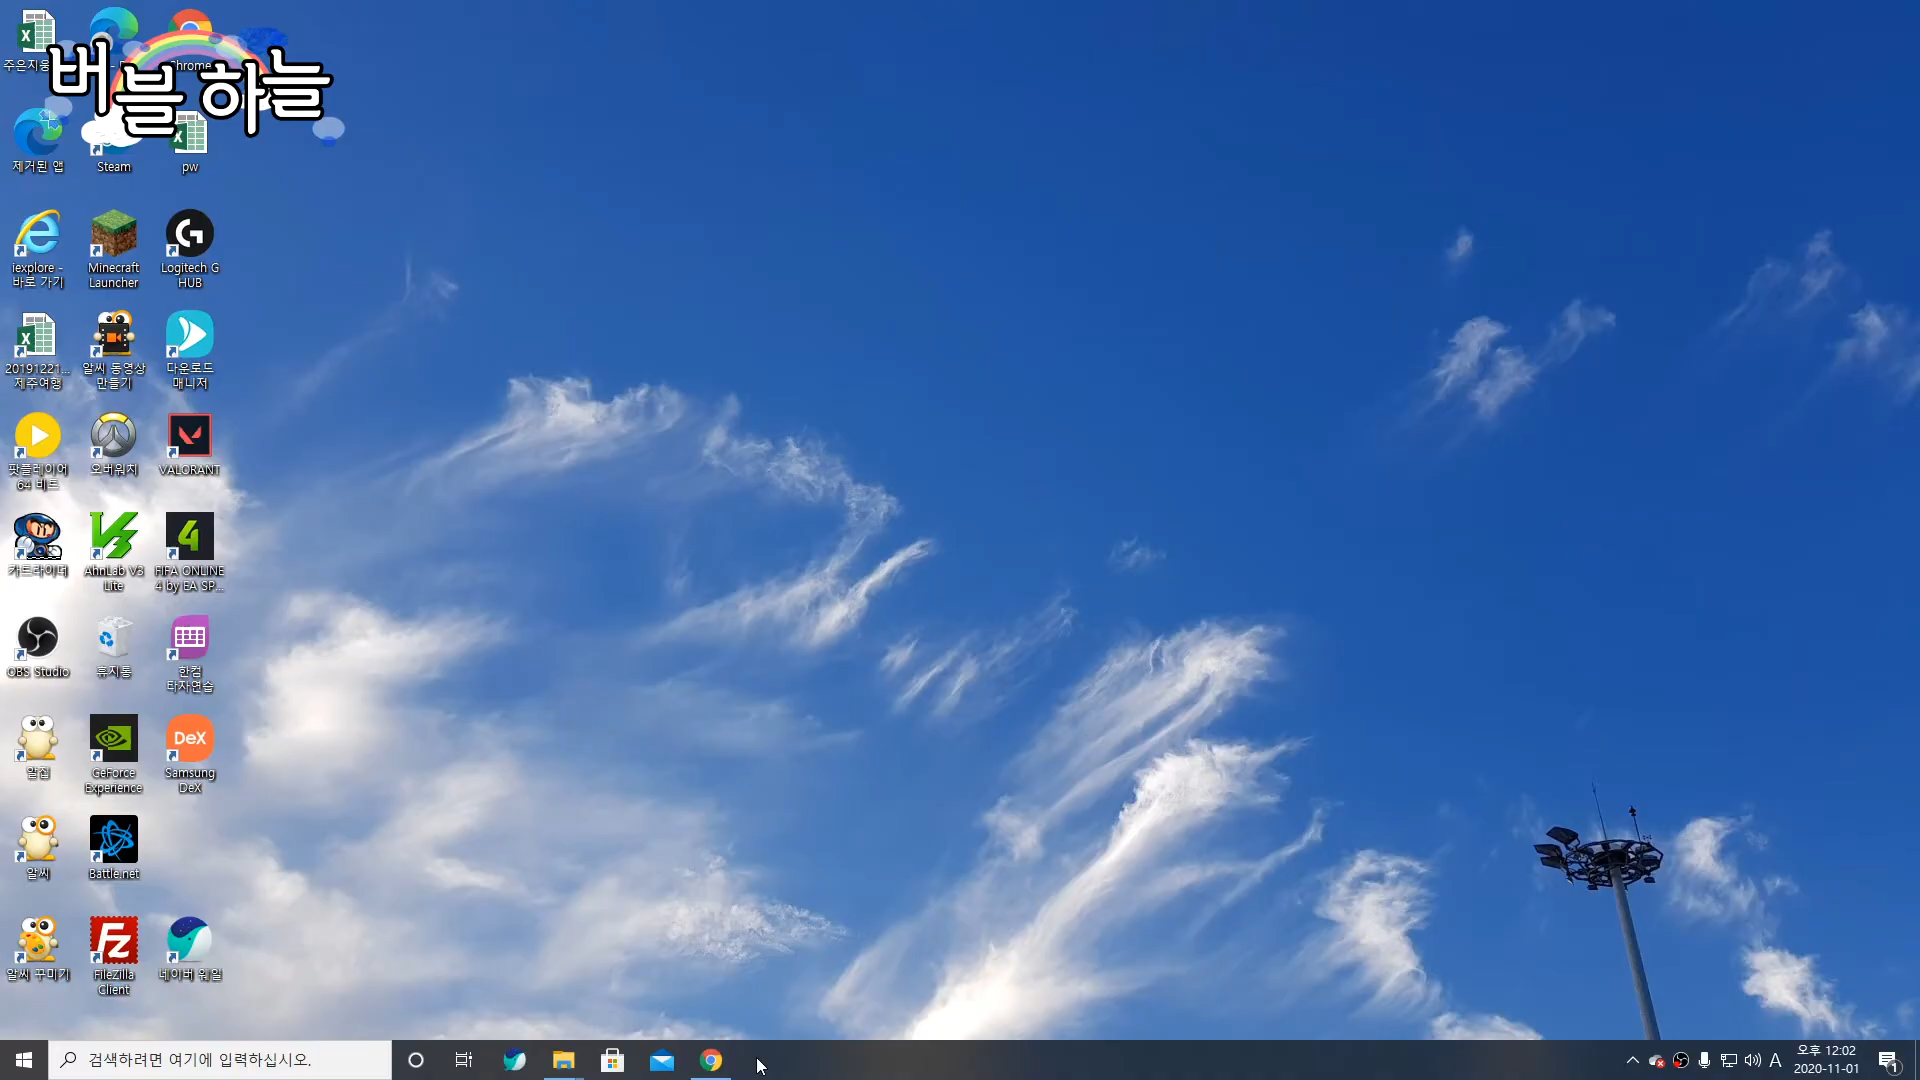 버블 하늘
Chrome
제거된 앱
Steam
pw
iexplore -
바로 가기
Minecraft
Launcher
Logitech G
HUB
20191221...
제주여행
알씨 동영상
만들기
다운로드
매니저
팟플레이어
64 비트
오버워치
VALORANT
카트라이더
AhnLab V3
Lite
FIFA ONLINE
4 by EA SP...
OBS Studio
휴지통
한컴
타자연습
알집
GeForce
Experience
DeX
Samsung
DeX
알씨
Battle.net
알씨 꾸미기
FileZilla
Client
네이버 웨일
검색하려면 여기에 입력하십시오.
A
오후 12:02
2020-11-01
1